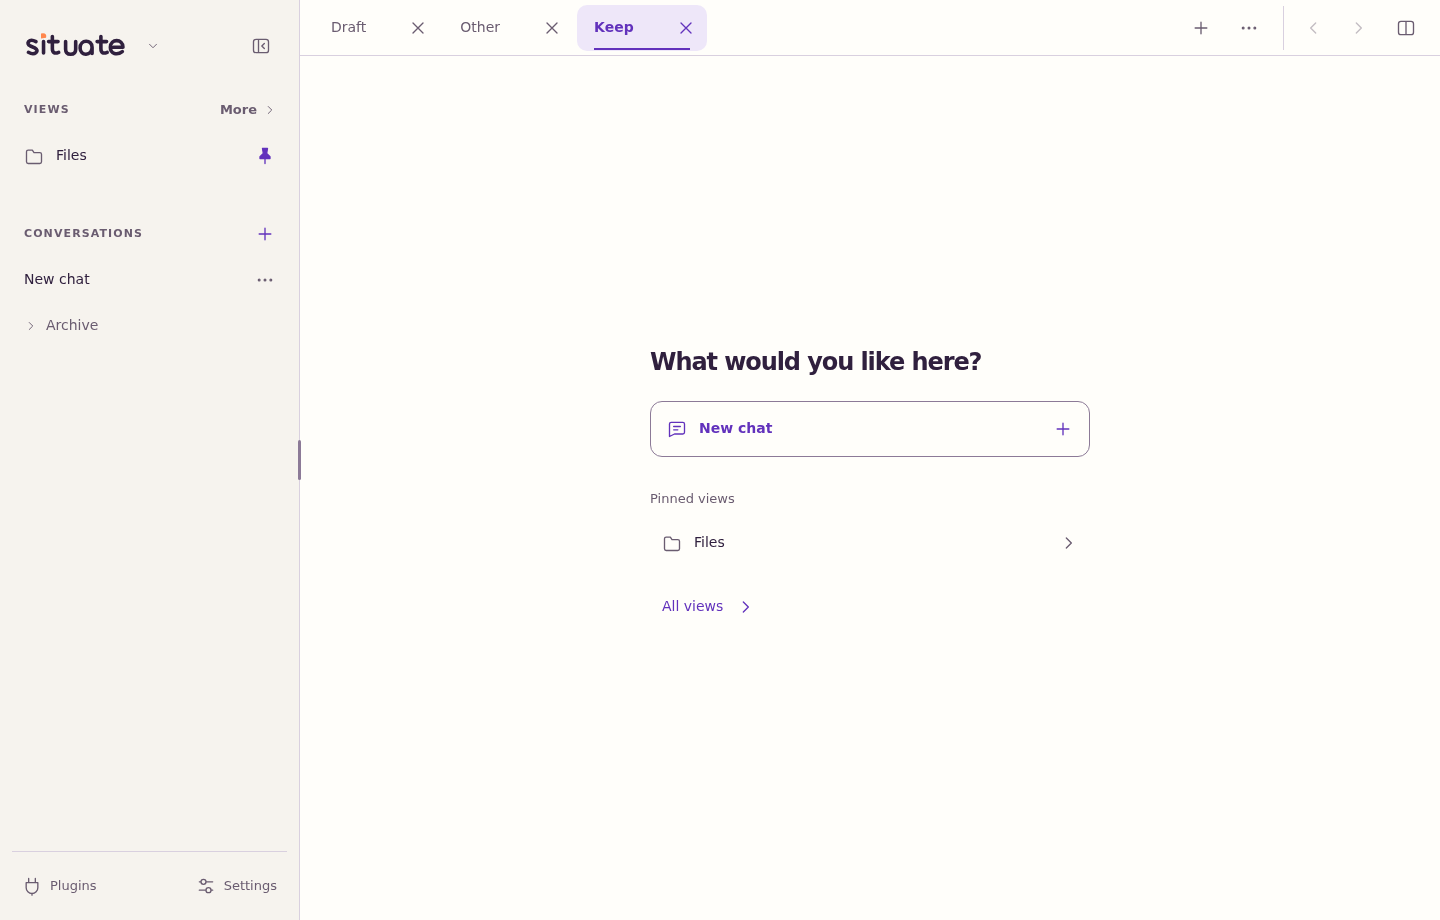 situate
Draft
Other
Keep
VIEWS
More
Files
CONVERSATIONS
New chat
Archive
What would you like here?
New chat
Pinned views
Files
All views
Plugins
Settings